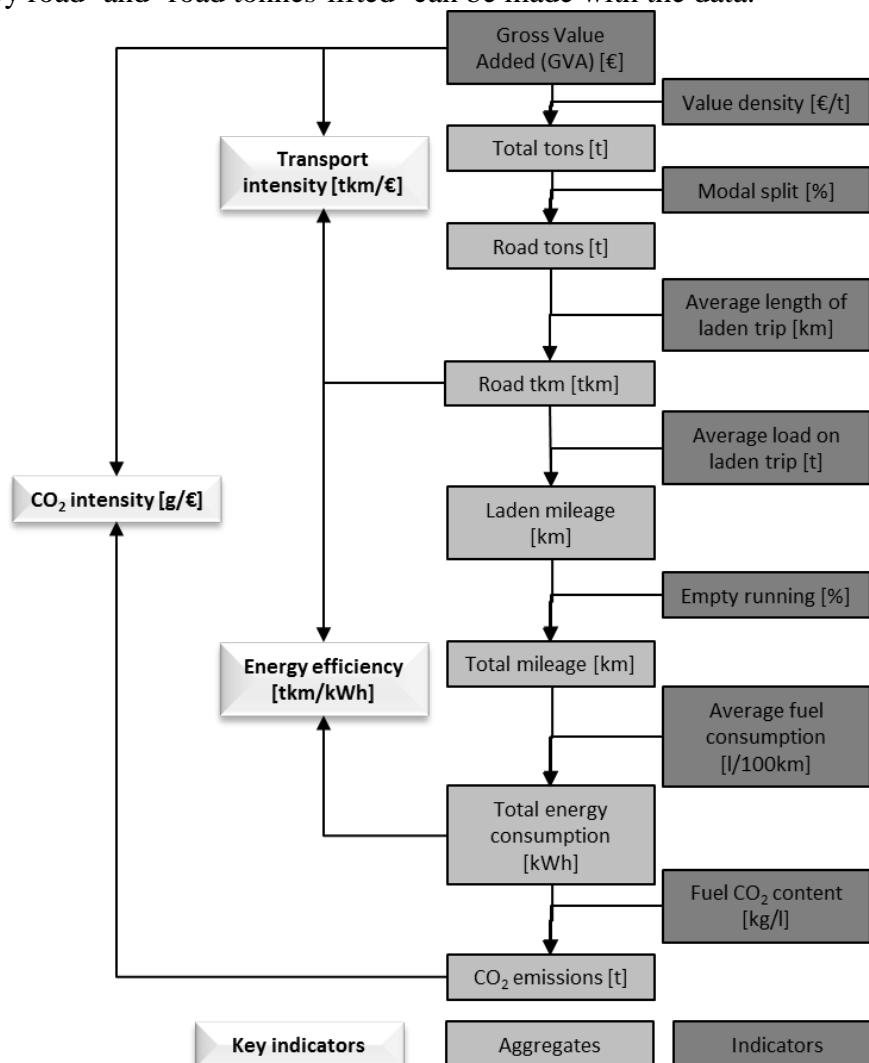 y road' and 'road tonnes-lifted' can be made with the data.
Gross Value
Added (GVA) [€]
Value density [€/t]
Total tons [t]
Transport
intensity [tkm/€]
Modal split [%]
Road tons [t]
Average length of
laden trip [km]
Road tkm [tkm]
Average load on
laden trip [t]
CO₂ intensity [g/€]
Laden mileage
[km]
Empty running [%]
Energy efficiency
[tkm/kWh]
Total mileage [km]
Average fuel
consumption
[l/100km]
Total energy
consumption
[kWh]
Fuel CO₂ content
[kg/l]
CO₂ emissions [t]
Key indicators
Aggregates
Indicators